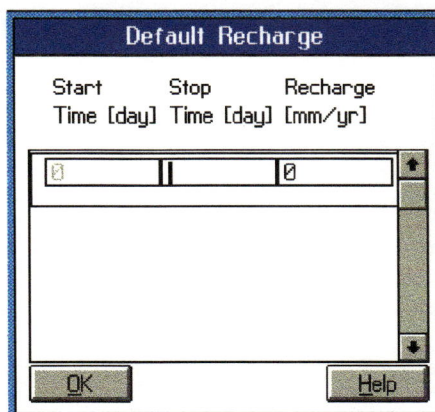 Default Recharge
Start Stop Recharge
Time [day] Time [day] [mm/yr]
0 0
OK Help